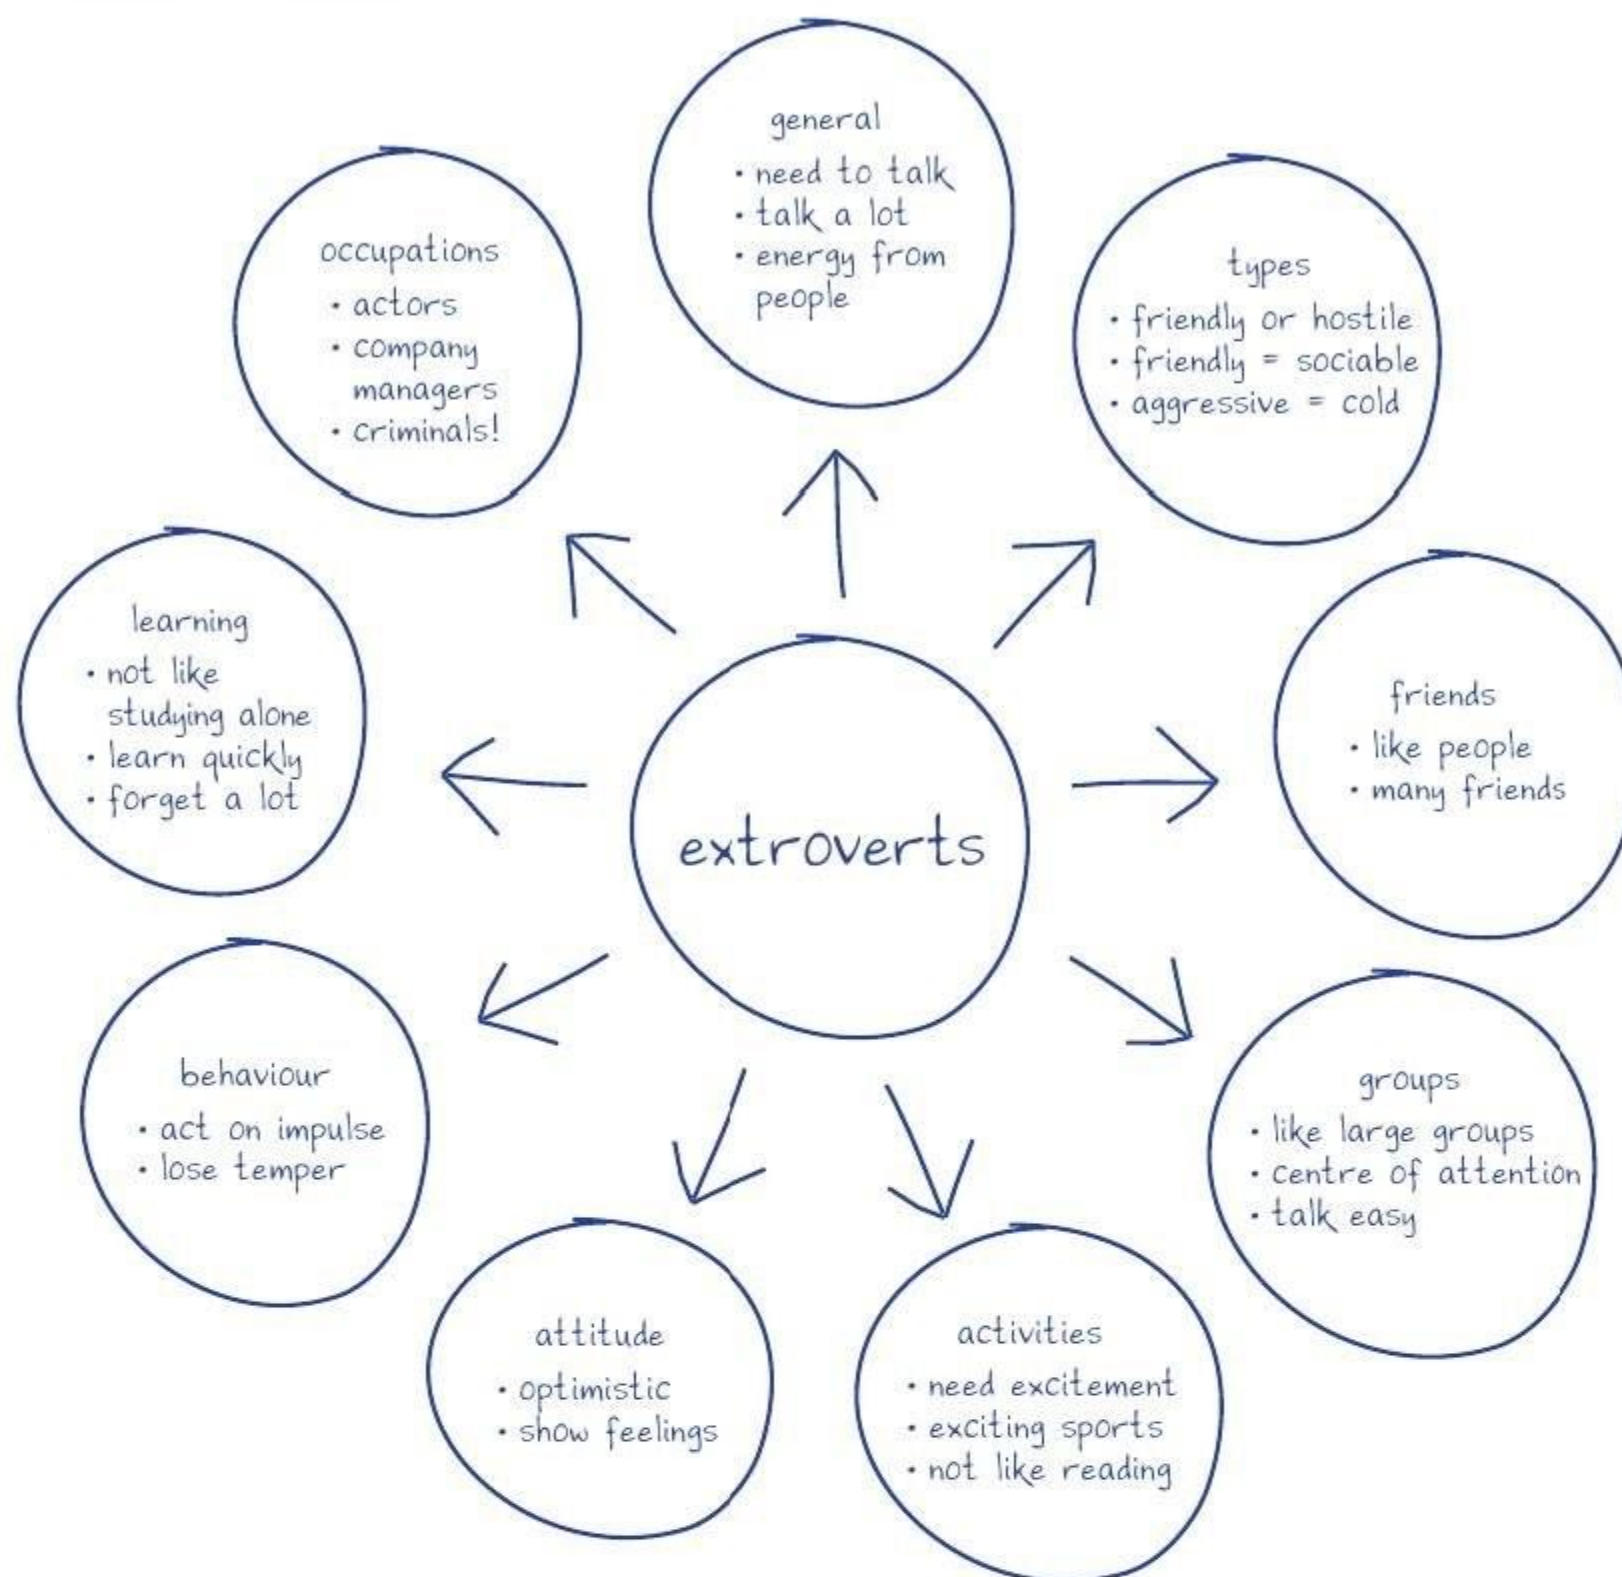 general
• need to talk
• talk a lot
• energy from
people
types
• friendly or hostile
• friendly = sociable
• aggressive = cold
friends
• like people
• many friends
groups
• like large groups
• centre of attention
• talk easy
activities
• need excitement
• exciting sports
• not like reading
attitude
• optimistic
• show feelings
behaviour
• act on impulse
• lose temper
learning
• not like
studying alone
• learn quickly
• forget a lot
occupations
• actors
• company
managers
• criminals!
extroverts